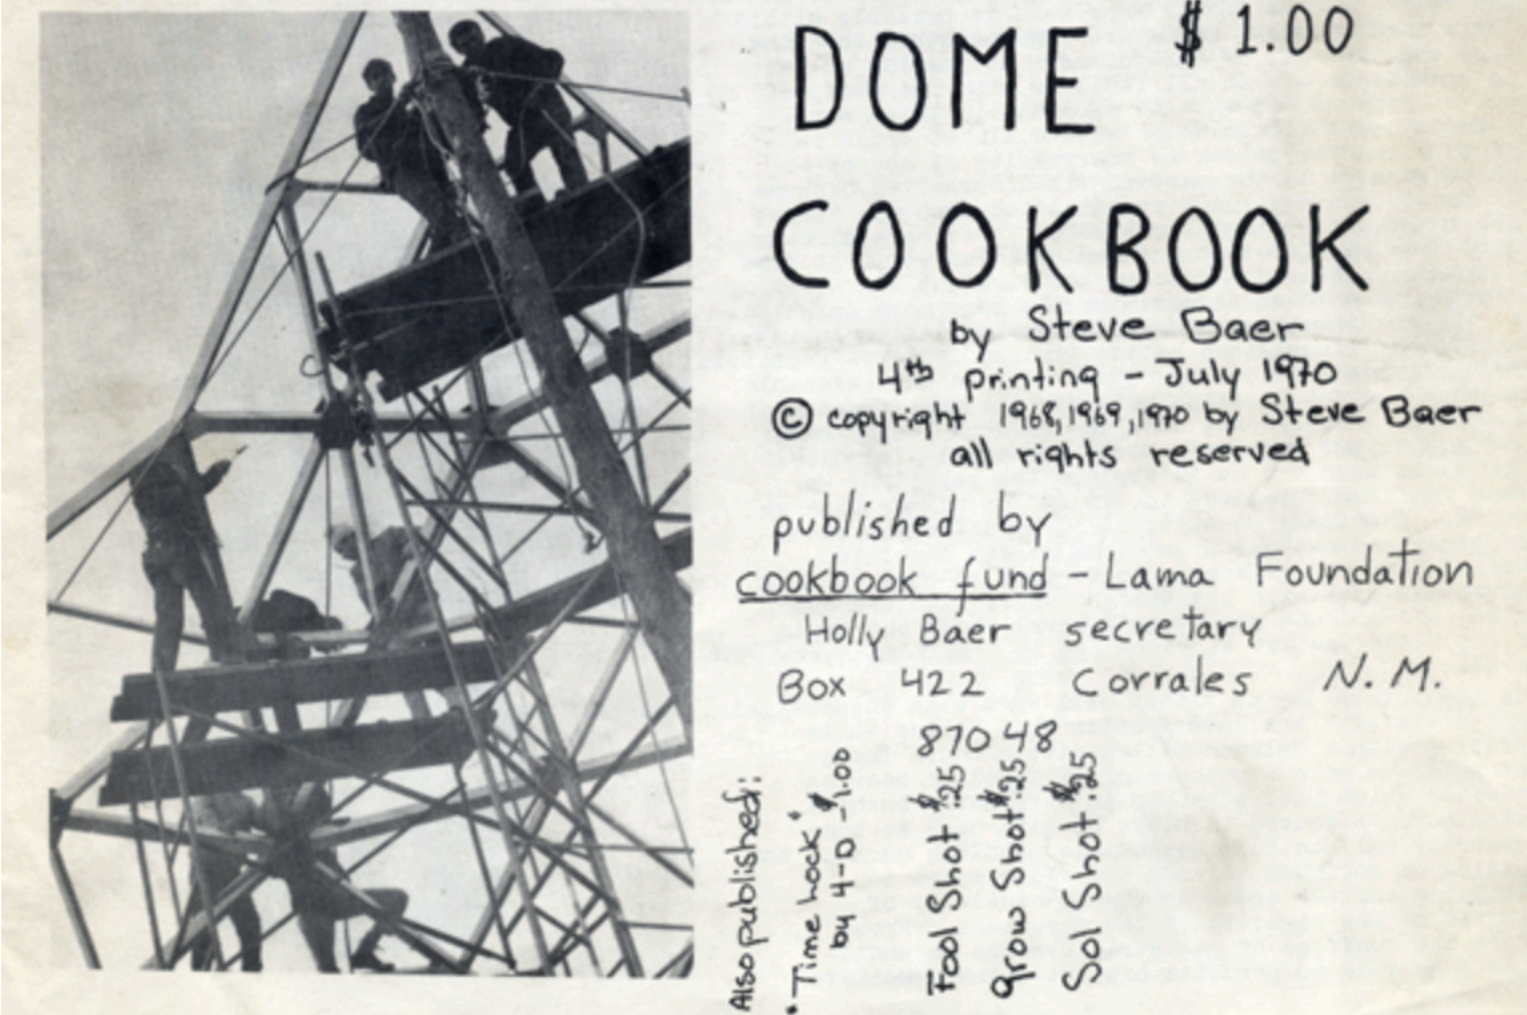 DOME $ 1.00
COOKBOOK
by Steve Baer
4th printing - July 1970
© copyright 1968, 1969, 1970 by Steve Baer
all rights reserved
published by
cookbook fund - Lama Foundation
Holly Baer secretary
Box 422 Corrales N.M.
87048
Also published:
"Time hock"
by 4-D - $1.00
Fool Shot $.25
Grow Shot $.25
Sol Shot $.25